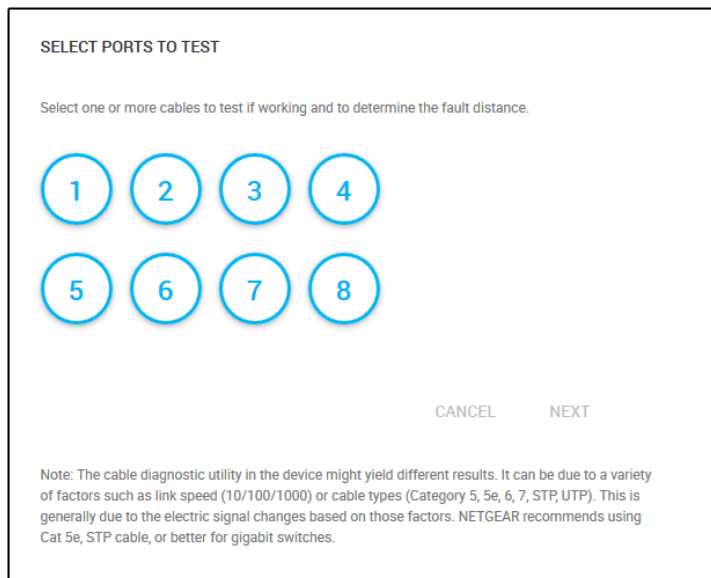 SELECT PORTS TO TEST
Select one or more cables to test if working and to determine the fault distance.
1 2 3 4
5 6 7 8
CANCEL NEXT
Note: The cable diagnostic utility in the device might yield different results. It can be due to a variety
of factors such as link speed (10/100/1000) or cable types (Category 5, 5e, 6, 7, STP, UTP). This is
generally due to the electric signal changes based on those factors. NETGEAR recommends using
Cat 5e, STP cable, or better for gigabit switches.